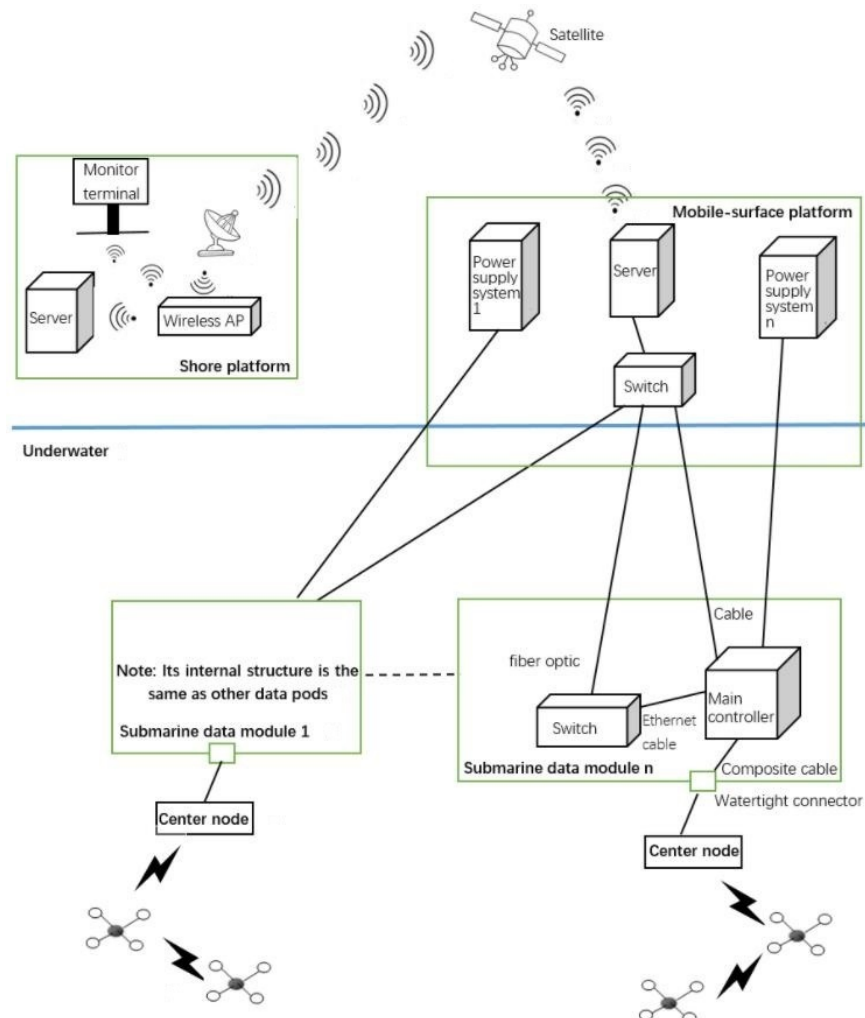 Satellite
Monitor
terminal
Server
Wireless AP
Shore platform
Mobile-surface platform
Power
supply
system
1
Server
Power
supply
system
n
Switch
Underwater
Note: Its internal structure is the
same as other data pods
Submarine data module 1
Center node
fiber optic
Cable
Switch
Ethernet
cable
Main
controller
Submarine data module n
Composite cable
Watertight connector
Center node